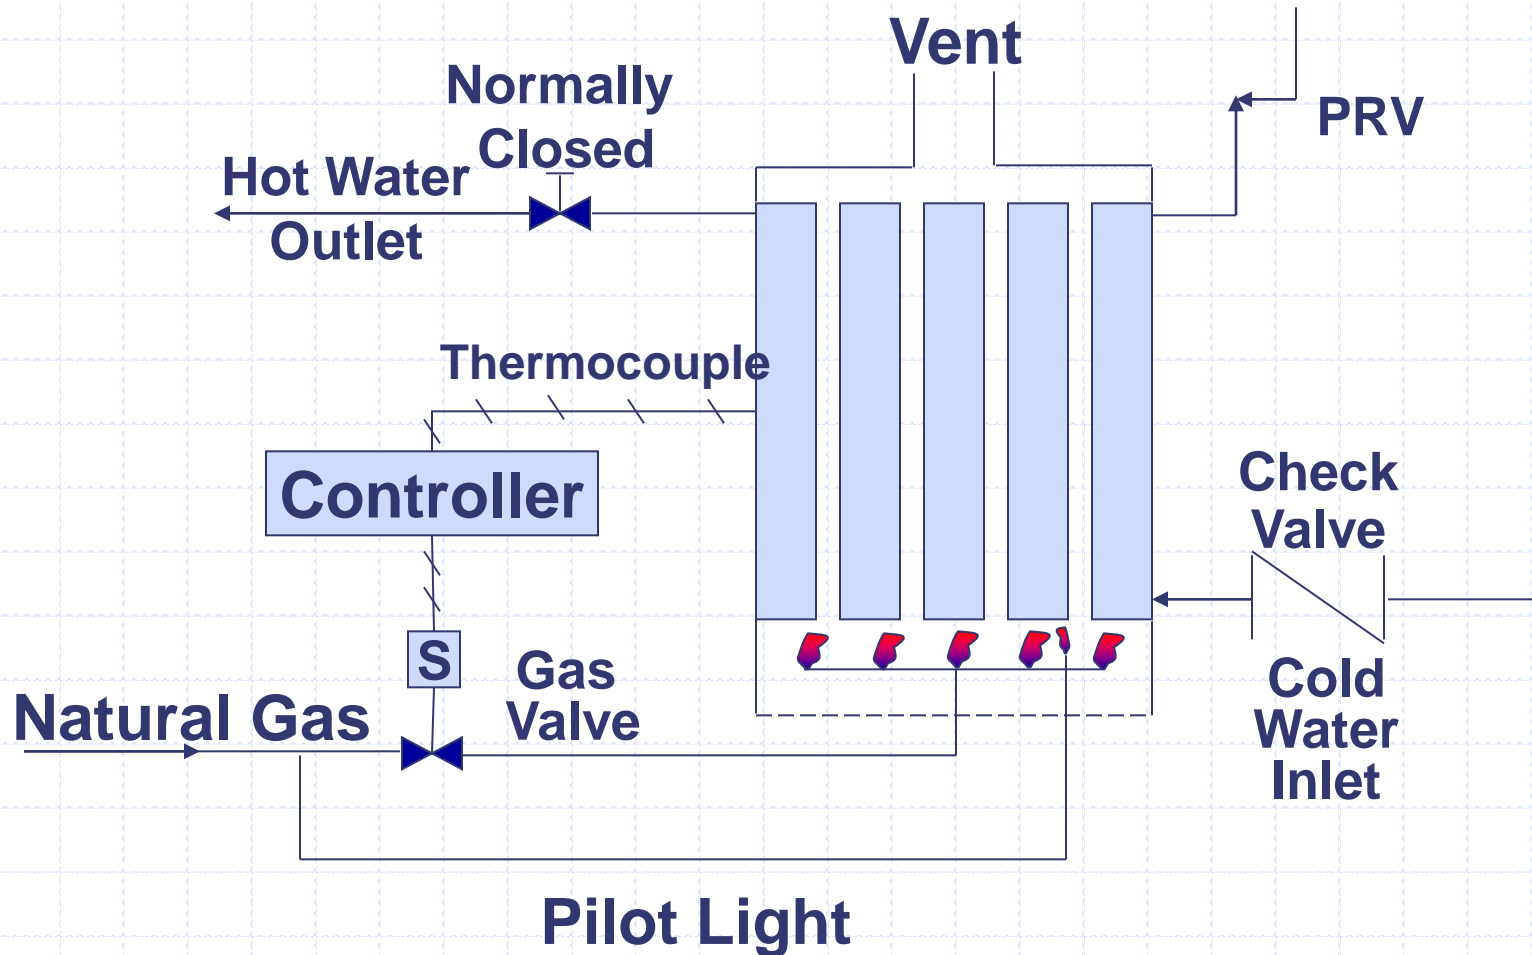 Vent
Normally
Closed
PRV
Hot Water
Outlet
Thermocouple
Controller
Check
Valve
S
Gas
Valve
Natural Gas
Cold
Water
Inlet
Pilot Light